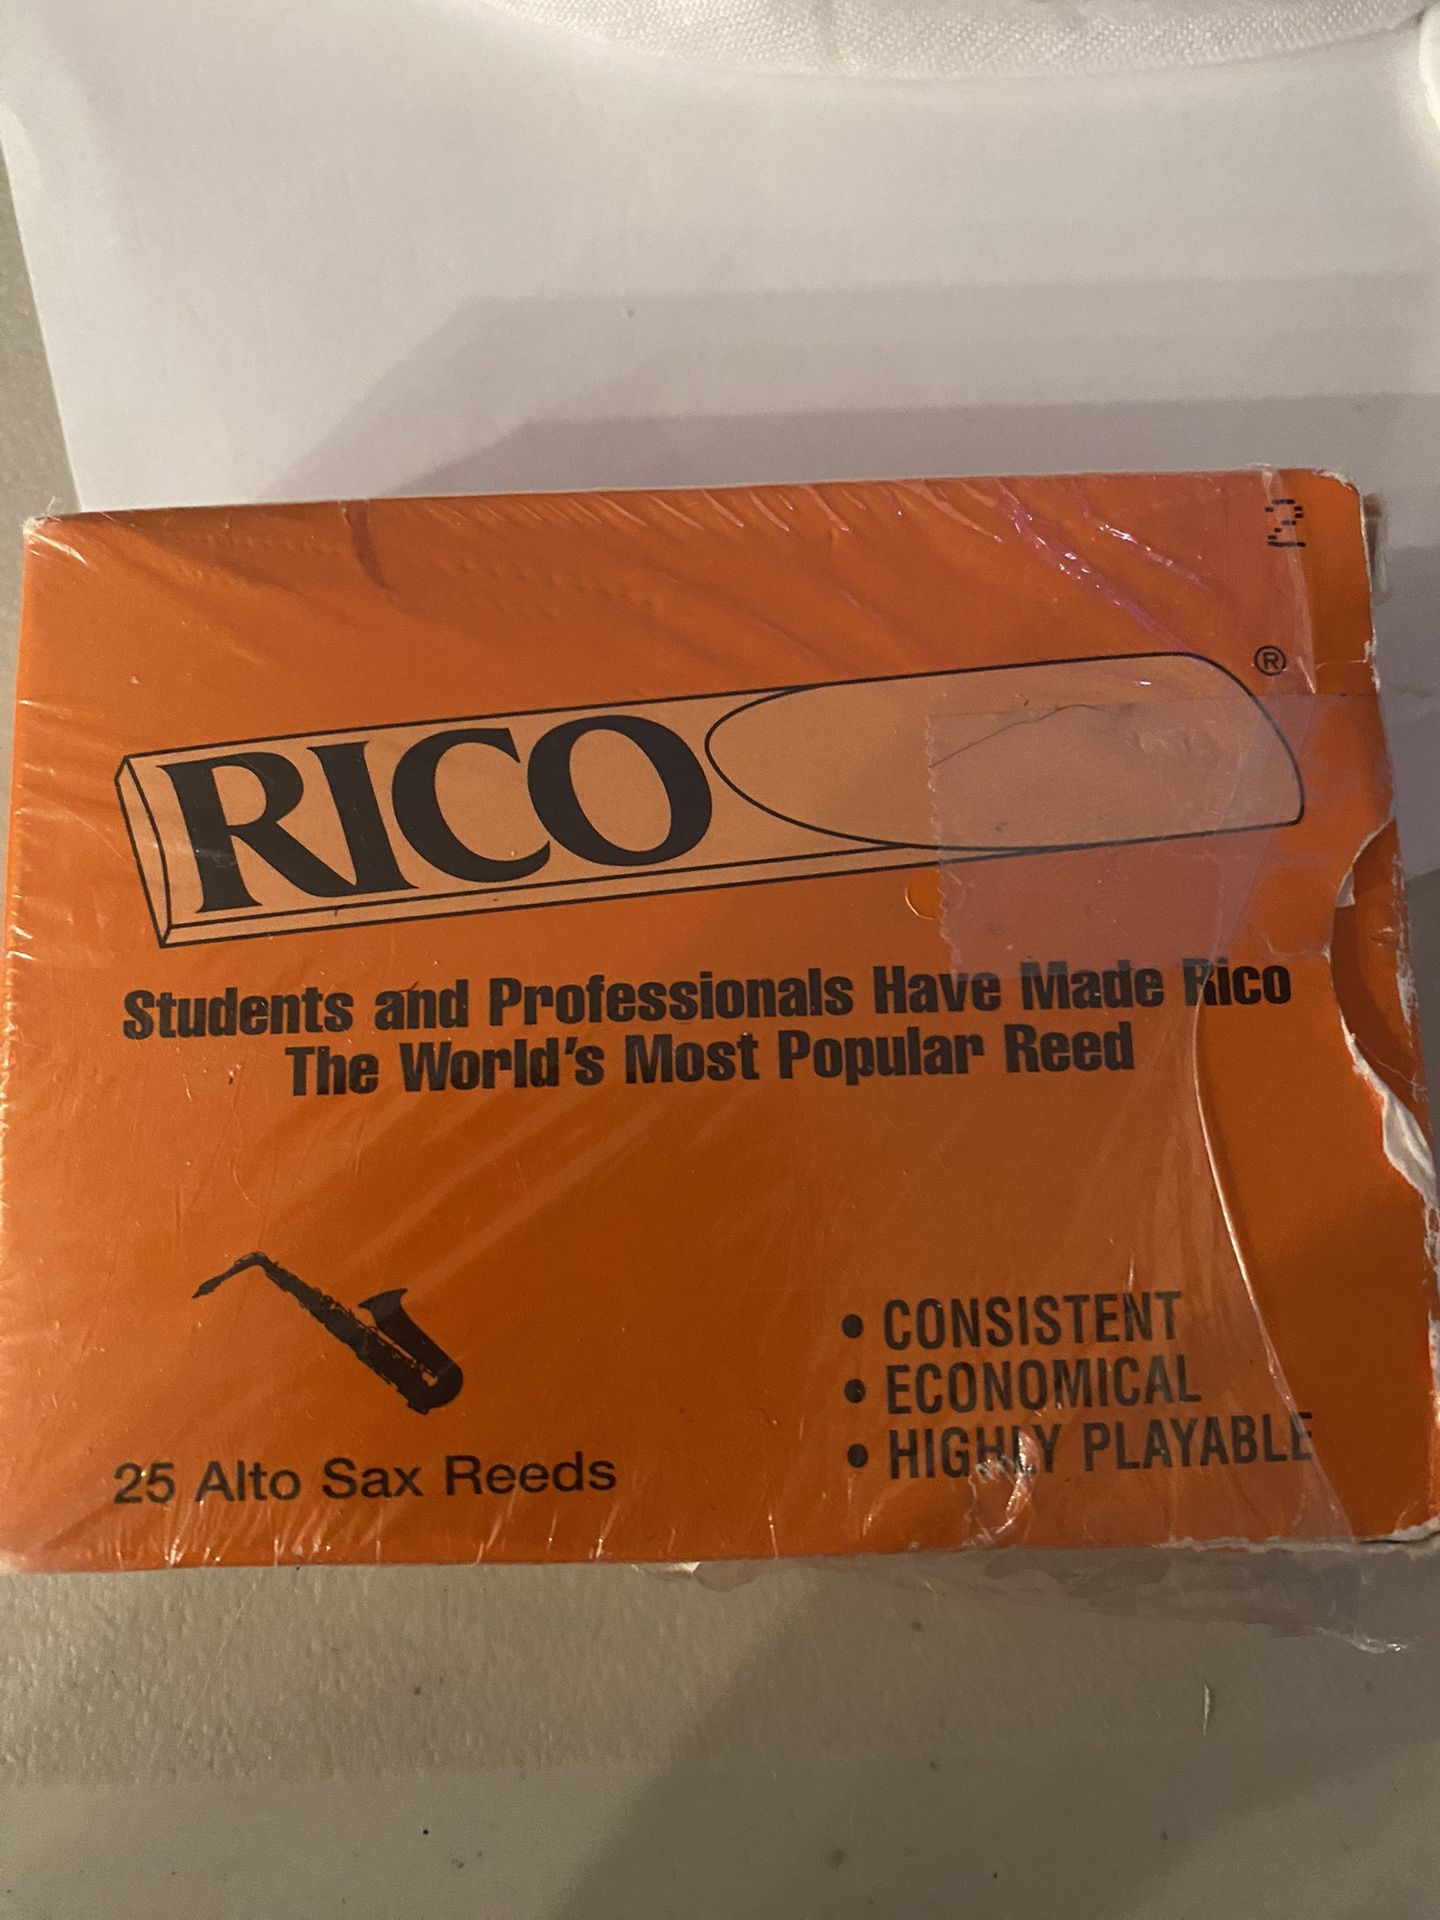 2
RICO ®
Students and Professionals Have Made Rico
The World's Most Popular Reed
• CONSISTENT
• ECONOMICAL
• HIGHLY PLAYABLE
25 Alto Sax Reeds